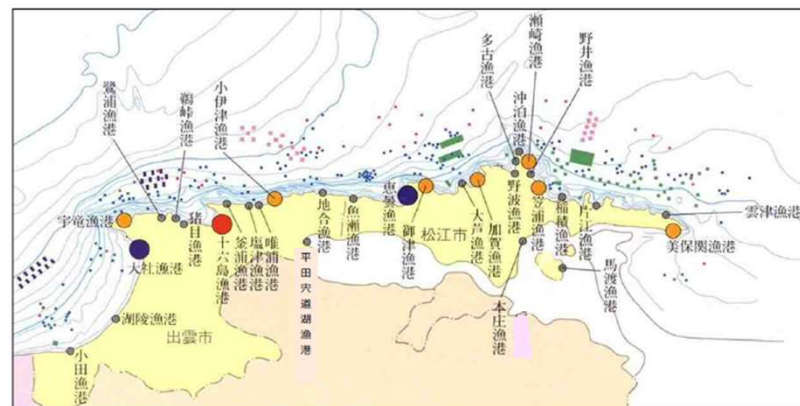 鷺浦漁港
鵜峠漁港
小伊津漁港
多古漁港
瀬崎漁港
野井漁港
沖泊漁港
宇竜漁港
猪目漁港
十六島漁港
釜浦漁港
塩津漁港
唯浦漁港
地合漁港
魚瀬漁港
恵曇漁港
御津漁港
松江市
大芦漁港
加賀漁港
野波漁港
笠浦漁港
稲積漁港
片江漁港
雲津漁港
美保関漁港
大社漁港
平田宍道湖漁港
馬渡漁港
本庄漁港
湖陵漁港
出雲市
小田漁港